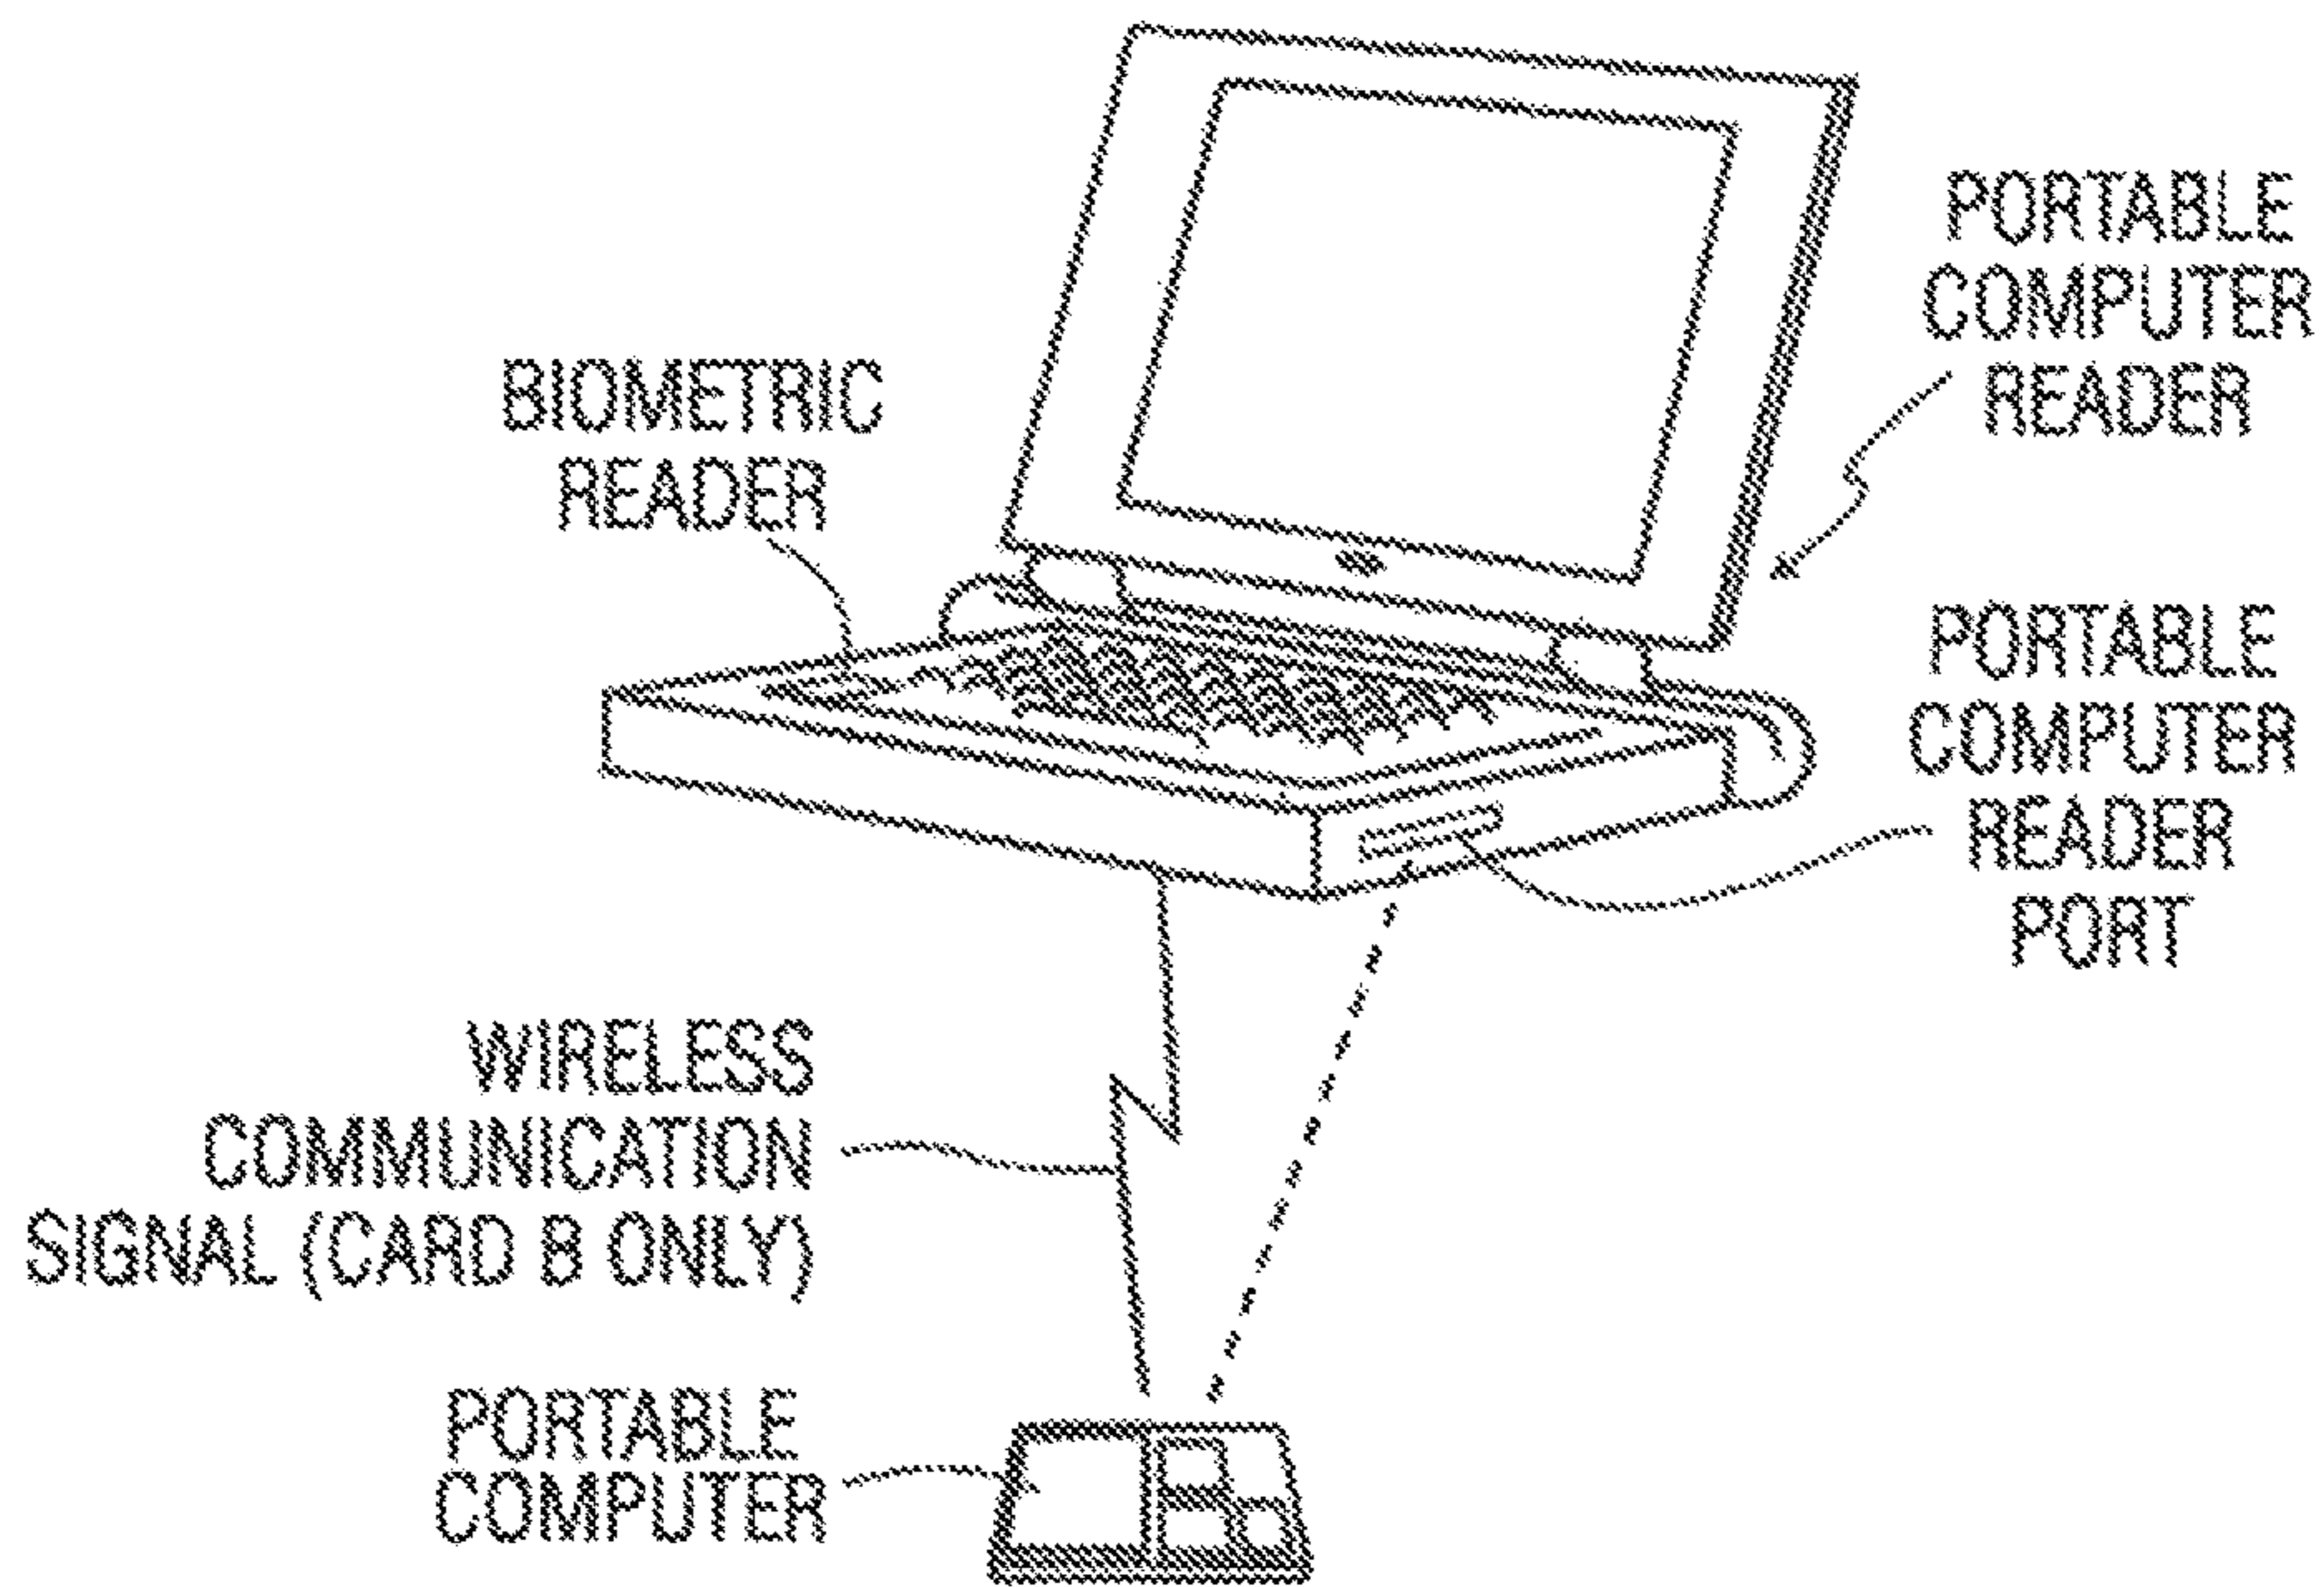 PORTABLE
COMPUTER
READER
BIOMETRIC
READER
PORTABLE
COMPUTER
READER
PORT
WIRELESS
COMMUNICATION
SIGNAL (CARD B ONLY)
PORTABLE
COMPUTER